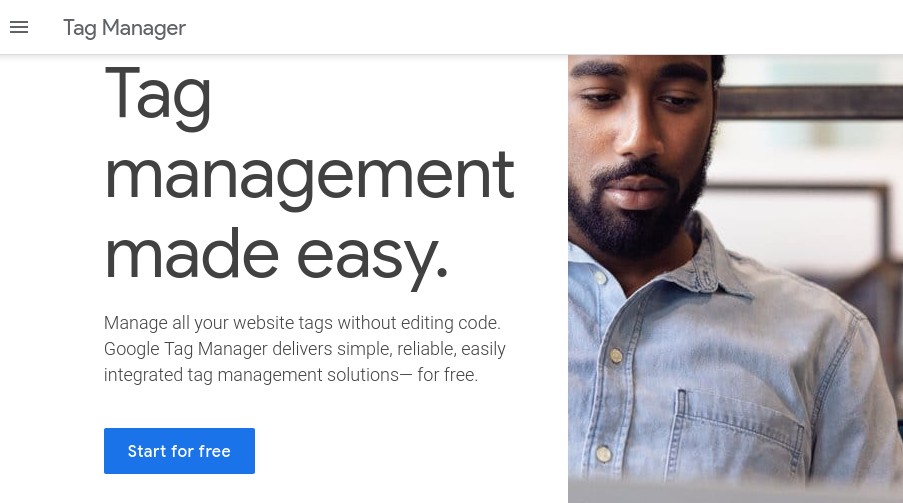 Tag Manager
Tag
management
made easy.
Manage all your website tags without editing code.
Google Tag Manager delivers simple, reliable, easily
integrated tag management solutions— for free.
Start for free